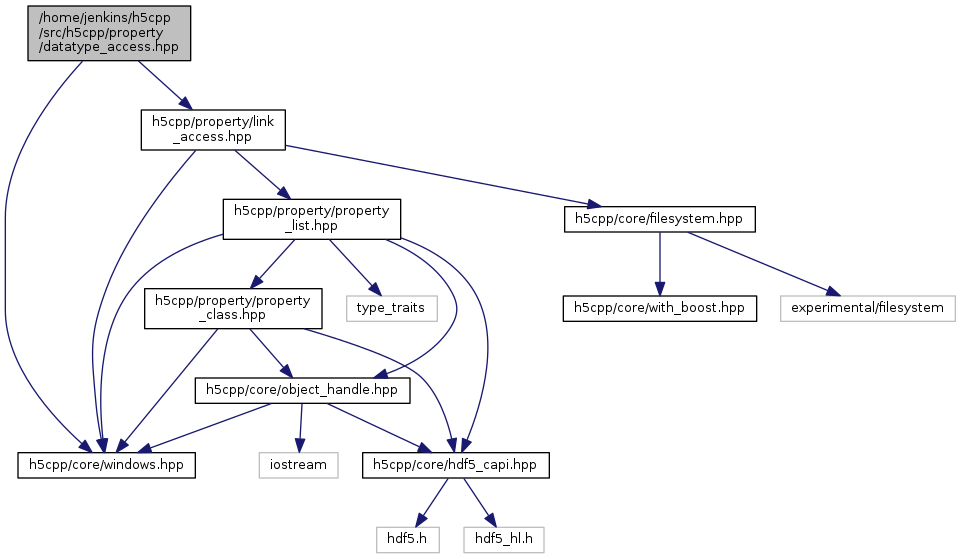 /home/jenkins/h5cpp
/src/h5cpp/property
/datatype_access.hpp
h5cpp/property/link
_access.hpp
h5cpp/property/property
_list.hpp
h5cpp/core/filesystem.hpp
h5cpp/property/property
_class.hpp
type_traits
h5cpp/core/with_boost.hpp
experimental/filesystem
h5cpp/core/object_handle.hpp
h5cpp/core/windows.hpp
iostream
h5cpp/core/hdf5_capi.hpp
hdf5.h
hdf5_hl.h